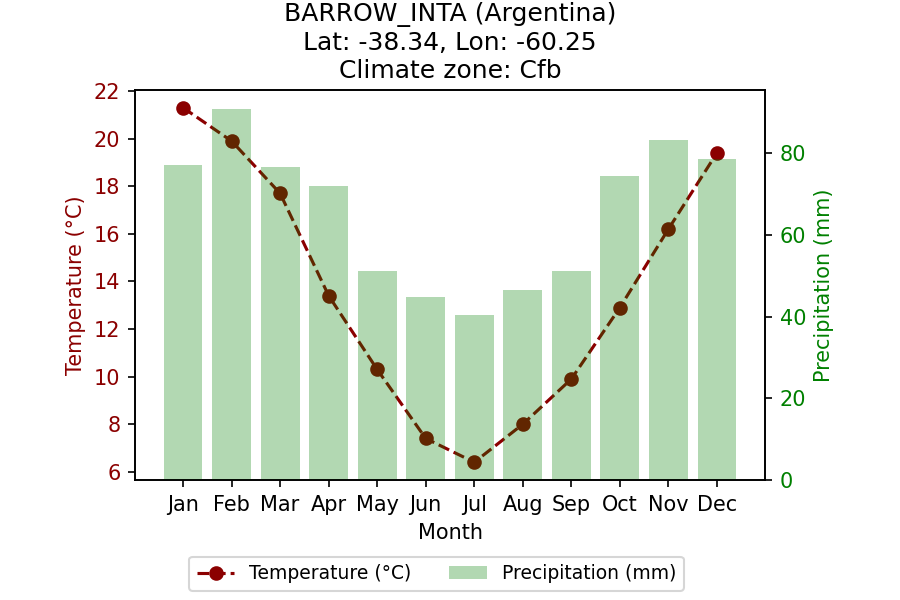 BARROW_INTA (Argentina)
Lat: -38.34, Lon: -60.25
Climate zone: Cfb
22
20
18
16
14
12
10
8
6
Temperature (°C)
80
60
40
20
0
Precipitation (mm)
Jan Feb Mar Apr May Jun Jul Aug Sep Oct Nov Dec
Month
Temperature (°C) Precipitation (mm)